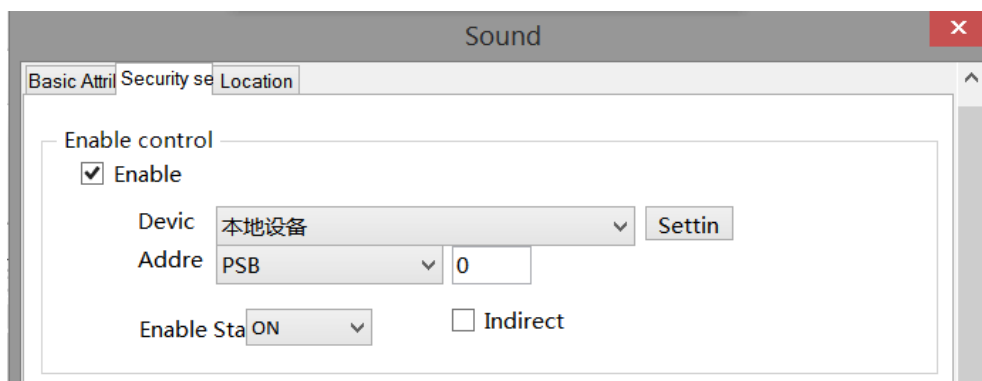 Sound
Basic Attril Security se Location
Enable control
Enable
Devic 本地设备 Settin
Addre PSB 0
Enable Sta ON Indirect